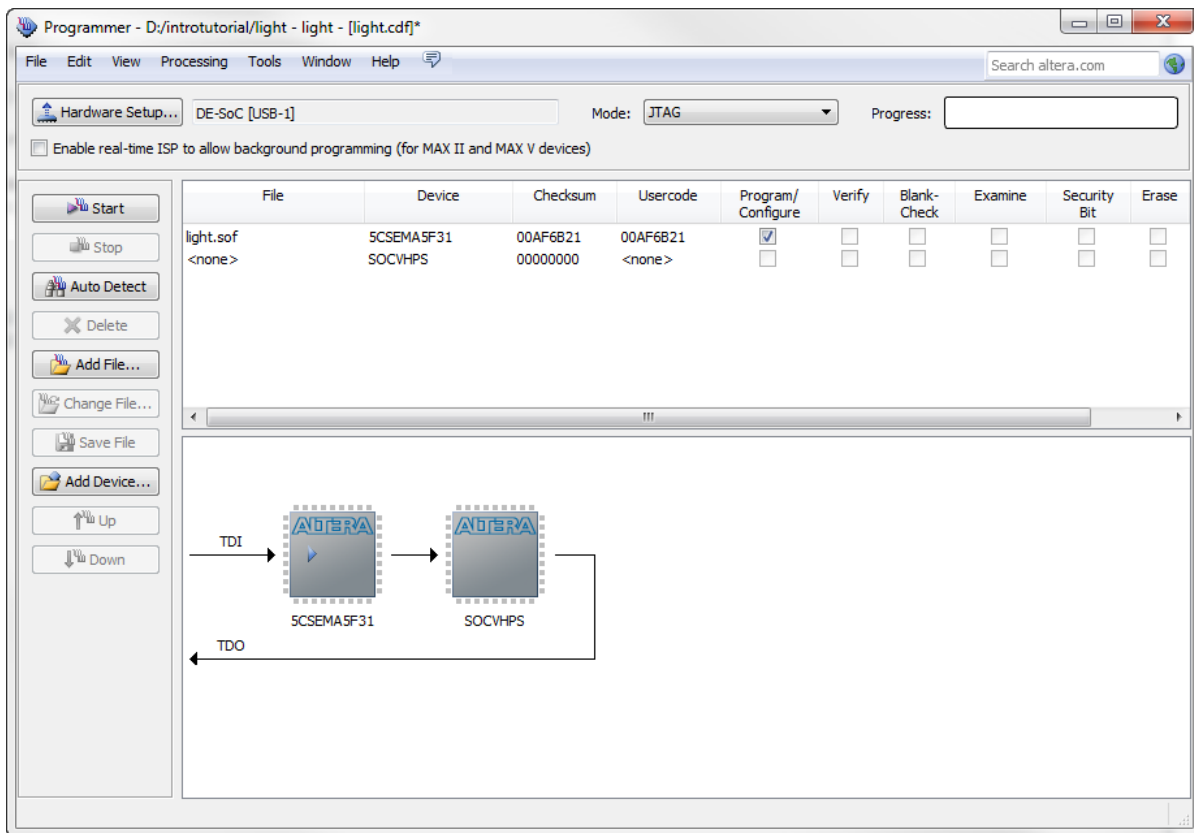 Programmer - D:/introtutorial/light - light - [light.cdf]*
File Edit View Processing Tools Window Help
Search altera.com
Hardware Setup... DE-SoC [USB-1] Mode: JTAG Progress:
Enable real-time ISP to allow background programming (for MAX II and MAX V devices)
Start
Stop
Auto Detect
Delete
Add File...
Change File...
Save File
Add Device...
Up
Down
File Device Checksum Usercode Program/Configure Verify Blank-Check Examine Security Bit Erase
light.sof 5CSEMA5F31 00AF6B21 00AF6B21
<none> SOCVHPS 00000000 <none>
TDI
ALTERA
ALTERA
5CSEMA5F31
SOCVHPS
TDO